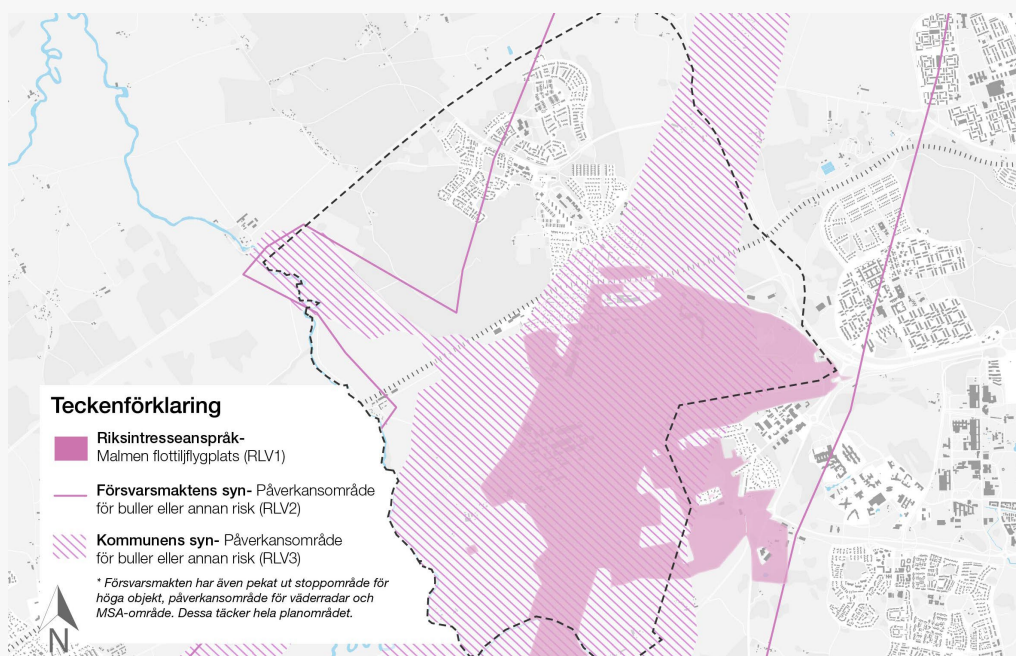 Teckenförklaring
Riksintresseanspråk-
Malmen flottiljflygplats (RLV1)
Försvarsmaktens syn- Påverkansområde
för buller eller annan risk (RLV2)
Kommunens syn- Påverkansområde
för buller eller annan risk (RLV3)
* Försvarsmakten har även pekat ut stoppområde för
höga objekt, påverkansområde för väderradar och
MSA-område. Dessa täcker hela planområdet.
N